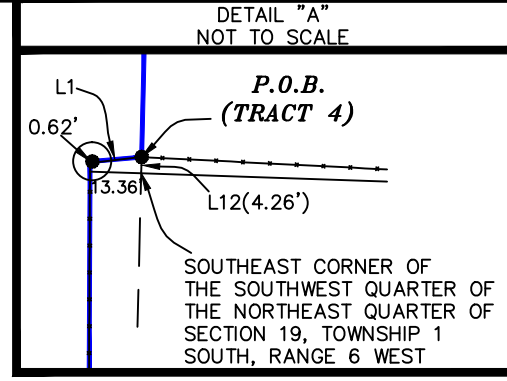 DETAIL "A"
NOT TO SCALE
L1
P.O.B.
(TRACT 4)
0.62'
13.36'
L12(4.26')
SOUTHEAST CORNER OF
THE SOUTHWEST QUARTER OF
THE NORTHEAST QUARTER OF
SECTION 19, TOWNSHIP 1
SOUTH, RANGE 6 WEST